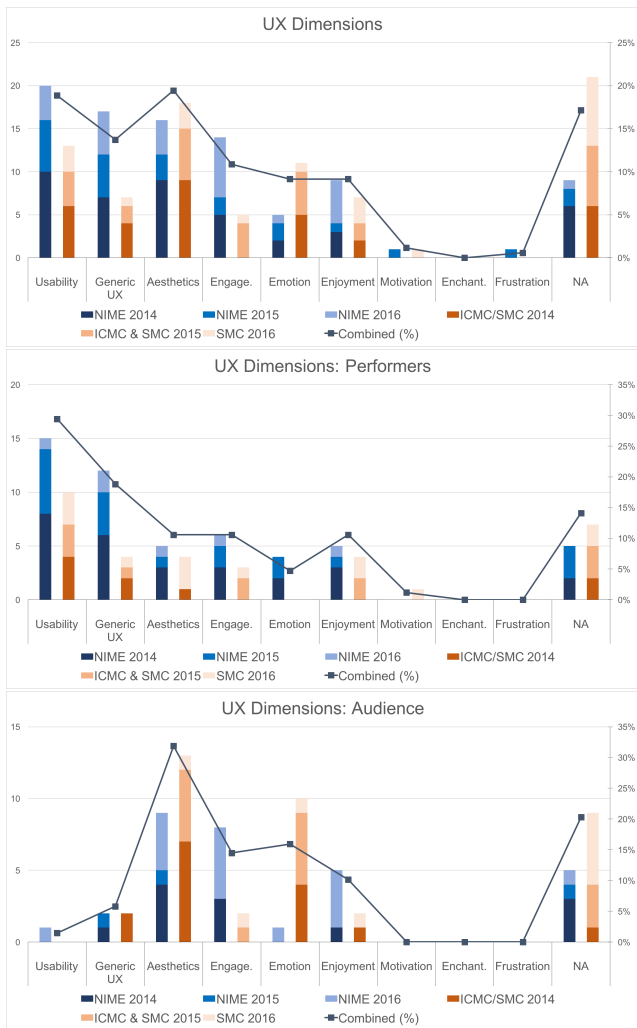 UX Dimensions
25 25%
20 20%
15 15%
10 10%
5 5%
0 0%
Usability Generic UX Aesthetics Engage. Emotion Enjoyment Motivation Enchant. Frustration NA
NIME 2014 NIME 2015 NIME 2016 ICMC/SMC 2014
ICMC & SMC 2015 SMC 2016 Combined (%)
UX Dimensions: Performers
20 35%
30%
15 25%
20%
10 15%
5 10%
5%
0 0%
Usability Generic UX Aesthetics Engage. Emotion Enjoyment Motivation Enchant. Frustration NA
NIME 2014 NIME 2015 NIME 2016 ICMC/SMC 2014
ICMC & SMC 2015 SMC 2016 Combined (%)
UX Dimensions: Audience
15 35%
30%
10 25%
20%
15%
5 10%
5%
0 0%
Usability Generic UX Aesthetics Engage. Emotion Enjoyment Motivation Enchant. Frustration NA
NIME 2014 NIME 2015 NIME 2016 ICMC/SMC 2014
ICMC & SMC 2015 SMC 2016 Combined (%)